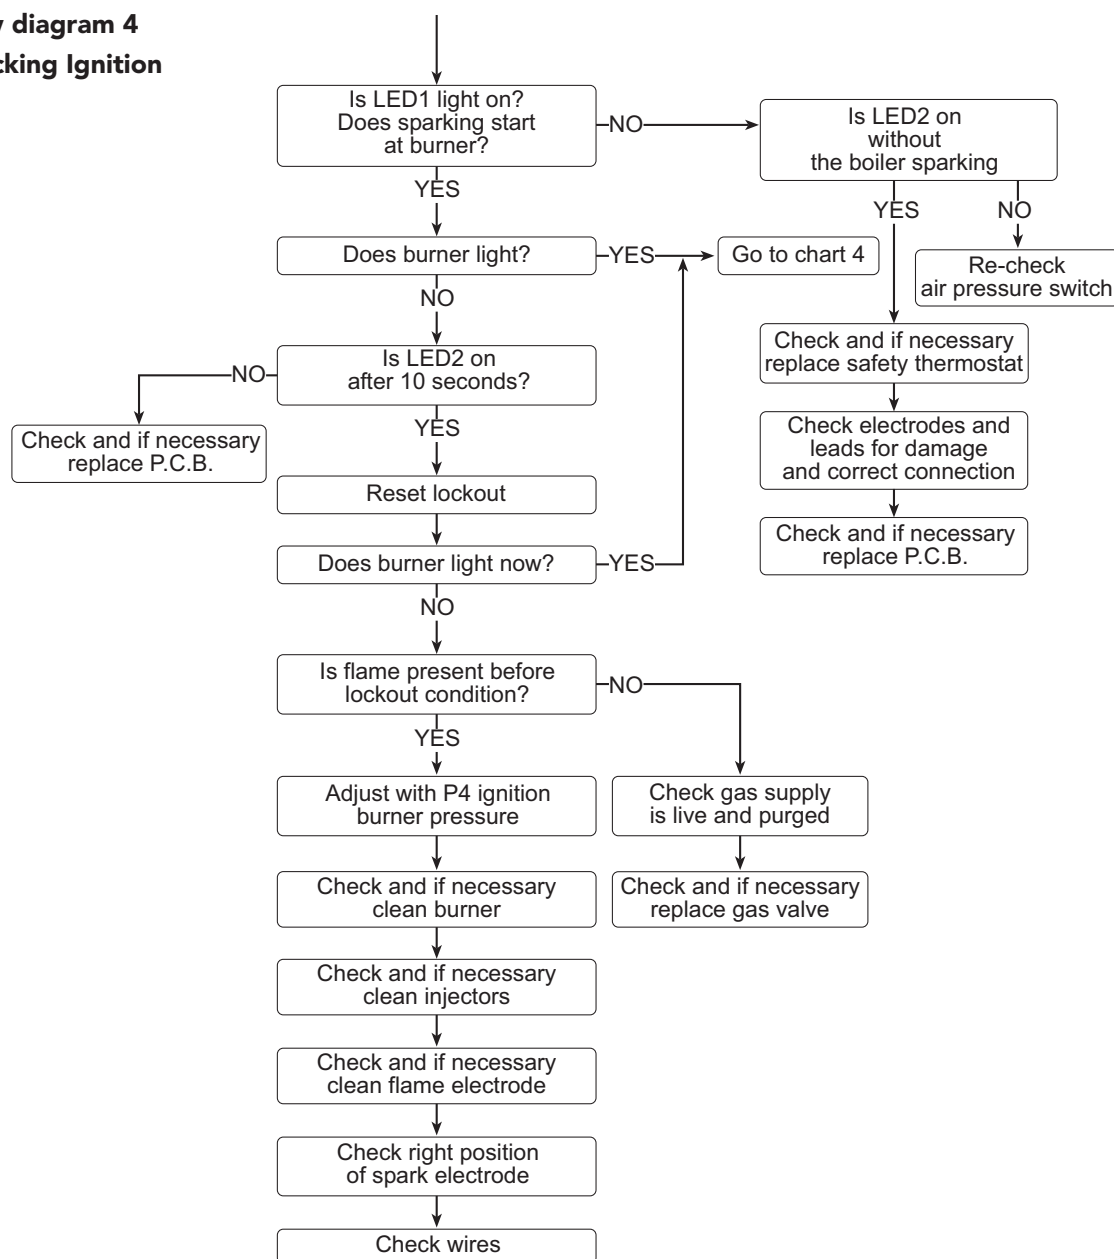 diagram 4
Ignition
Is LED1 light on?
Does sparking start
at burner?
NO
Is LED2 on
without
the boiler sparking
YES
YES
NO
Does burner light?
YES
Go to chart 4
Re-check
air pressure switch
NO
Is LED2 on
after 10 seconds?
NO
Check and if necessary
replace safety thermostat
Check and if necessary
replace P.C.B.
YES
Check electrodes and
leads for damage
and correct connection
Reset lockout
Check and if necessary
replace P.C.B.
Does burner light now?
YES
NO
Is flame present before
lockout condition?
NO
YES
Adjust with P4 ignition
burner pressure
Check gas supply
is live and purged
Check and if necessary
clean burner
Check and if necessary
replace gas valve
Check and if necessary
clean injectors
Check and if necessary
clean flame electrode
Check right position
of spark electrode
Check wires